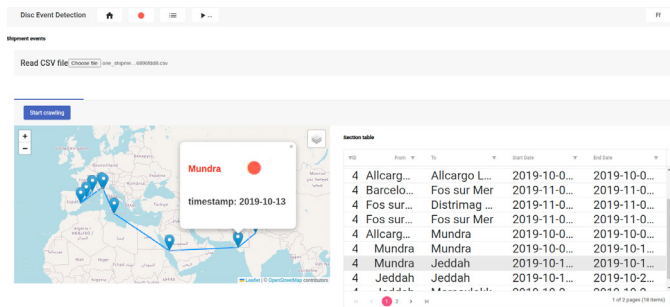 Disc Event Detection
Ff
Shipment events
Read CSV file Choose file one_shipme...
Start crawling
+
−
Mundra
timestamp: 2019-10-13
Leaflet | © OpenStreetMap contributors
Section table
ID From To Start Date End Date
4 Allcarg... Allcargo L... 2019-10-0... 2019-10-0...
4 Barcelo... Fos sur Mer 2019-11-0... 2019-11-0...
4 Fos sur... Distrimag ... 2019-11-0... 2019-11-0...
4 Fos sur... Fos sur Mer 2019-11-0... 2019-11-0...
4 Allcarg... Mundra 2019-10-0... 2019-10-0...
4 Mundra Mundra 2019-10-0... 2019-10-1...
4 Mundra Jeddah 2019-10-1... 2019-10-1...
4 Jeddah Jeddah 2019-10-1... 2019-10-2...
1 2
1 of 2 pages (18 items)